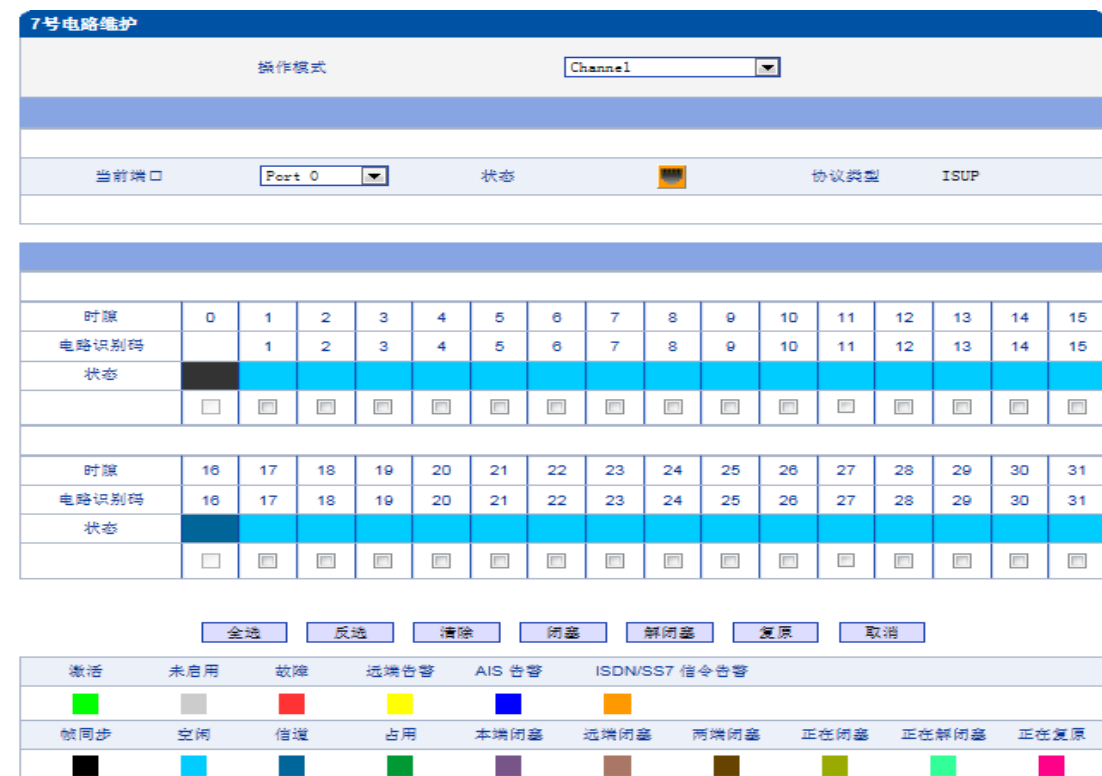 7号电路维护
操作模式 Channel
当前端口 Port 0 状态 协议类型 ISUP
时隙 0 1 2 3 4 5 6 7 8 9 10 11 12 13 14 15
电路识别码 1 2 3 4 5 6 7 8 9 10 11 12 13 14 15
状态
时隙 16 17 18 19 20 21 22 23 24 25 26 27 28 29 30 31
电路识别码 16 17 18 19 20 21 22 23 24 25 26 27 28 29 30 31
状态
全选 反选 清除 闭塞 解闭塞 复原 取消
激活 未启用 故障 远端告警 AIS 告警 ISDN/SS7 信令告警
帧同步 空闲 信道 占用 本端闭塞 远端闭塞 两端闭塞 正在闭塞 正在解闭塞 正在复原